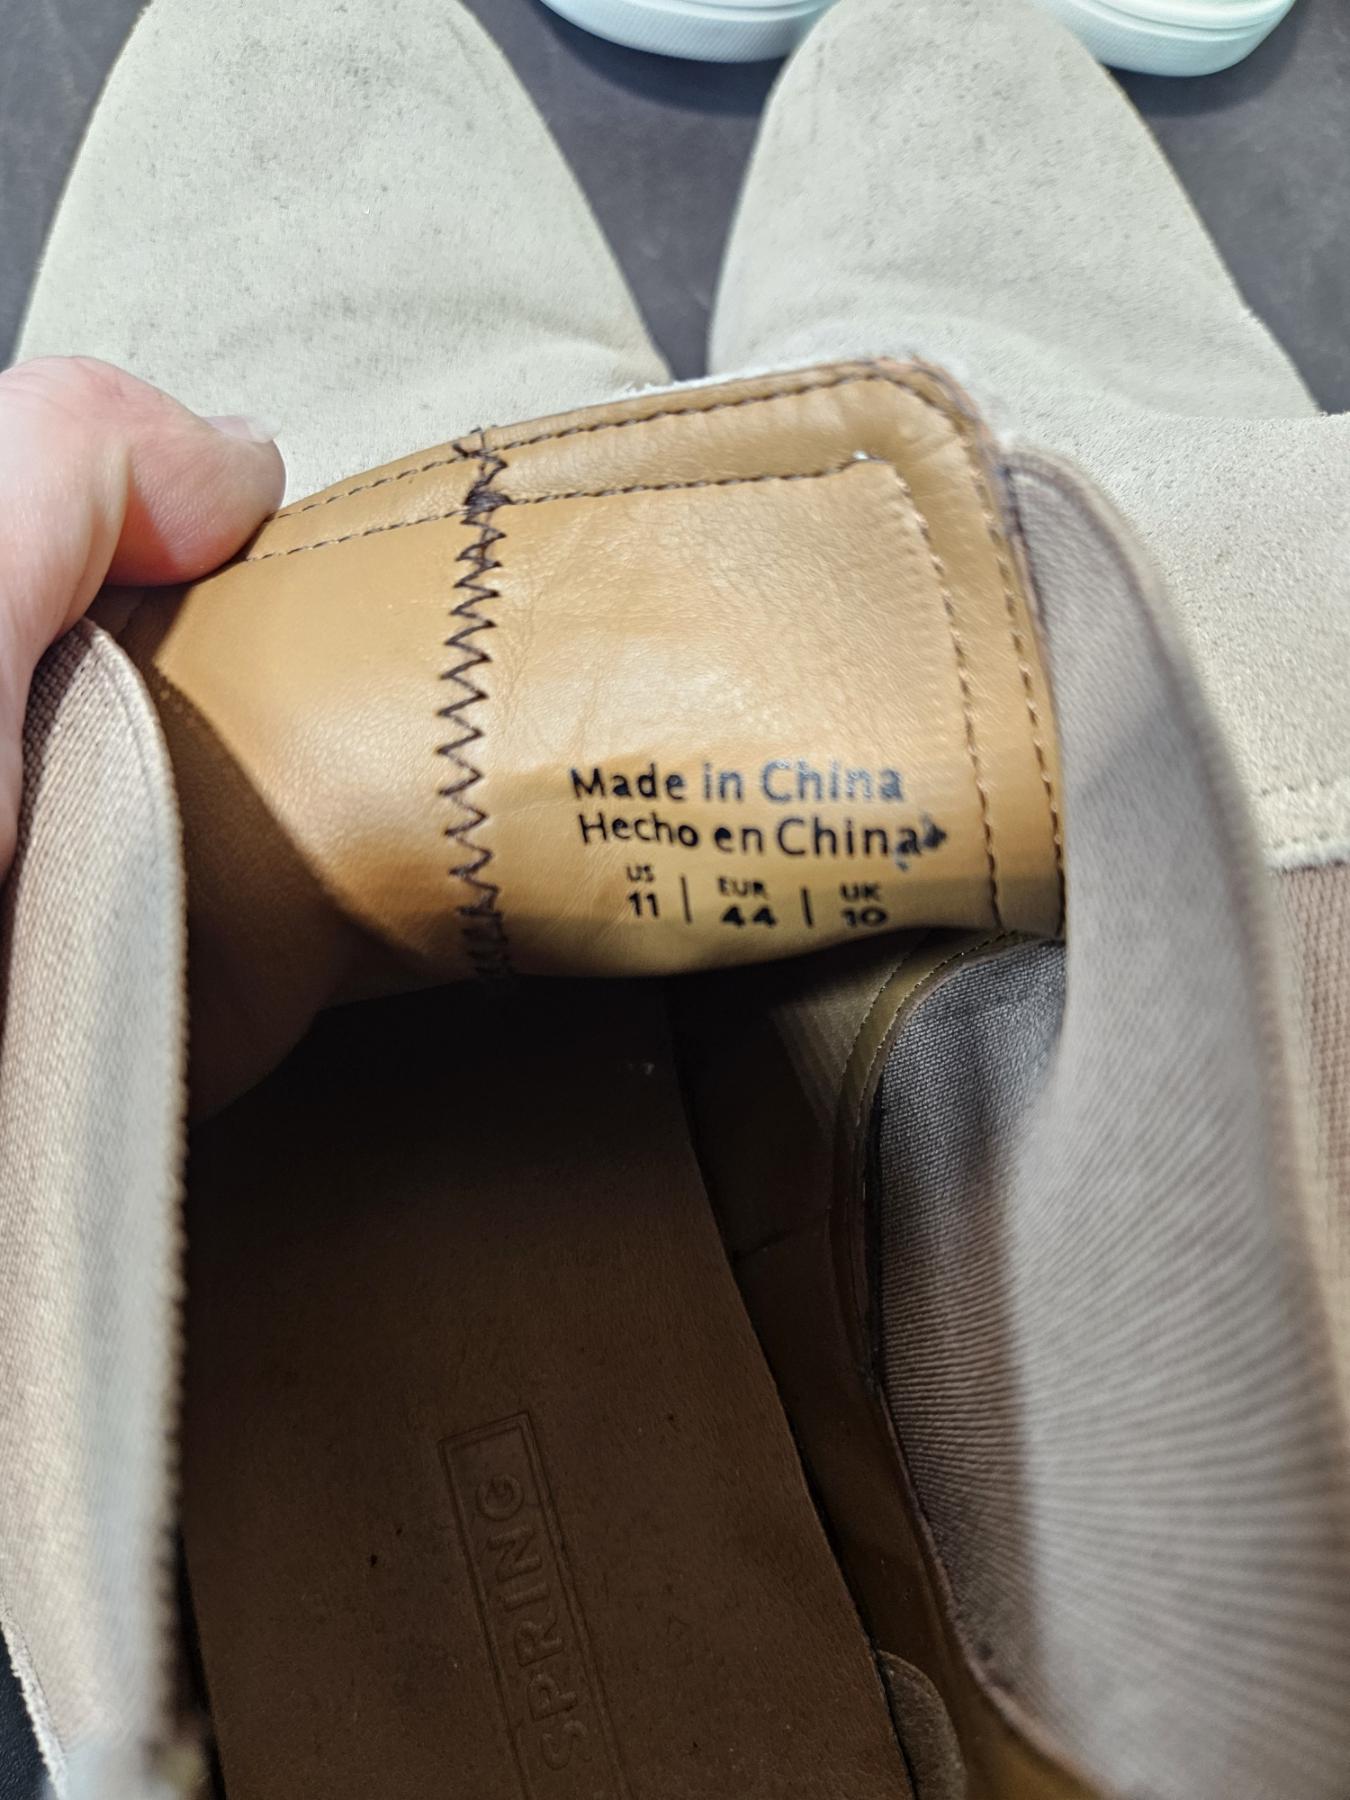 Made in China
Hecho en China
US | EUR UK
11 | 44 | 10
SPRING